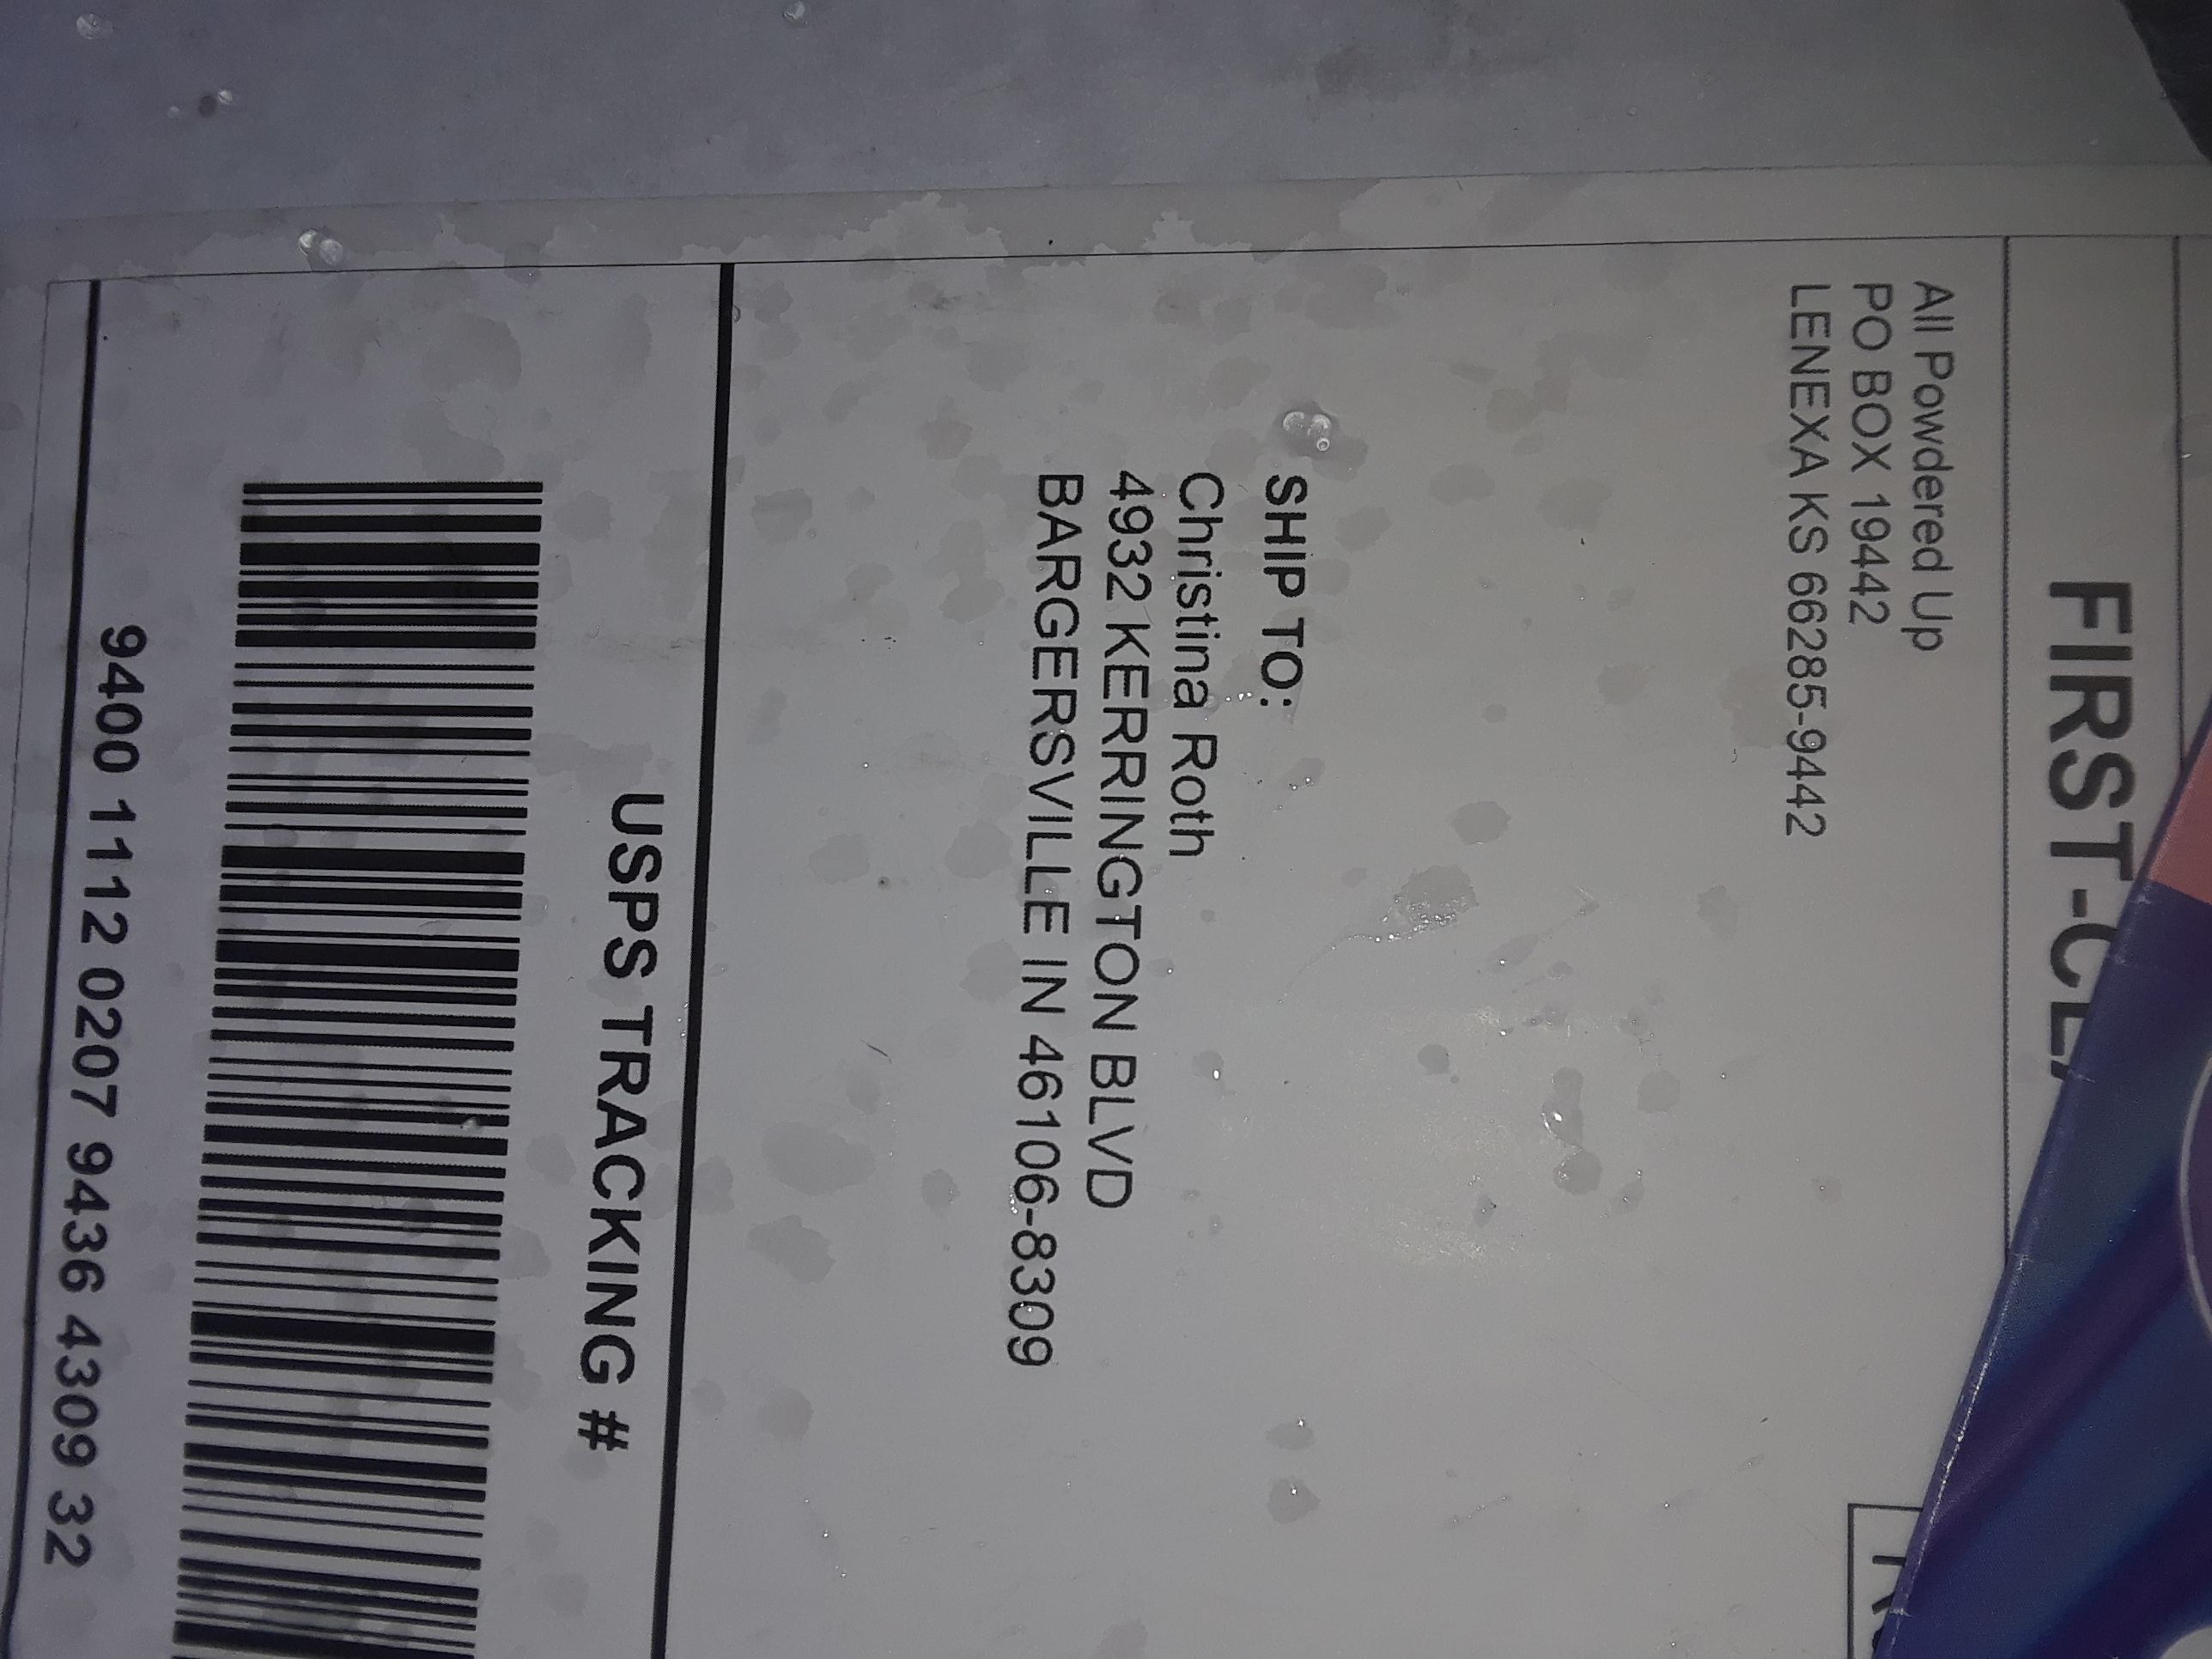 FIRST-CL
All Powdered Up
PO BOX 19442
LENEXA KS 66285-9442
SHIP TO:
Christina Roth
4932 KERRINGTON BLVD
BARGERSVILLE IN 46106-8309
USPS TRACKING #
9400 1112 0207 9436 4309 32